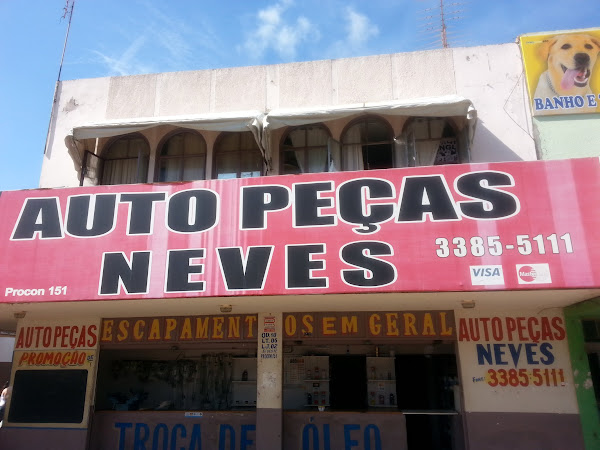 BANHO E
AUTO PEÇAS
NEVES
3385-5111
VISA
Procon 151
AUTO PEÇAS
PROMOÇÃO
ESCAPAMENTOS EM GERAL
AUTO PEÇAS
NEVES
3385-5111
TROCA DE ÓLEO